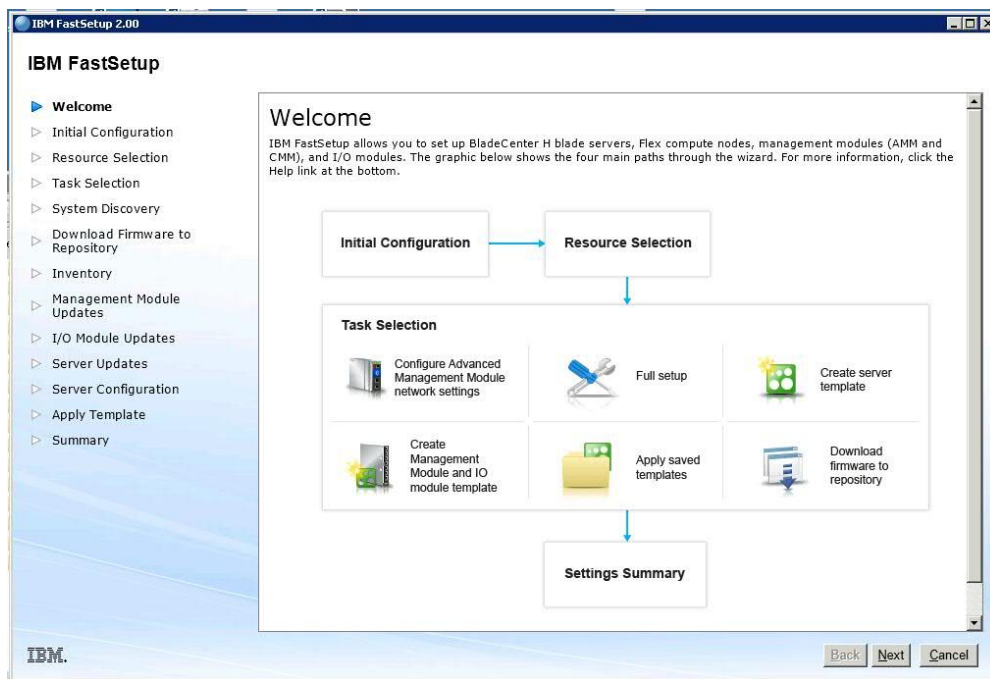 IBM FastSetup 2.00
IBM FastSetup
Welcome
Initial Configuration
Resource Selection
Task Selection
System Discovery
Download Firmware to
Repository
Inventory
Management Module
Updates
I/O Module Updates
Server Updates
Server Configuration
Apply Template
Summary
Welcome
IBM FastSetup allows you to set up BladeCenter H blade servers, Flex compute nodes, management modules (AMM and
CMM), and I/O modules. The graphic below shows the four main paths through the wizard. For more information, click the
Help link at the bottom.
Initial Configuration
Resource Selection
Task Selection
Configure Advanced
Management Module
network settings
Full setup
Create server
template
Create
Management
Module and IO
module template
Apply saved
templates
Download
firmware to
repository
Settings Summary
IBM.
Back
Next
Cancel